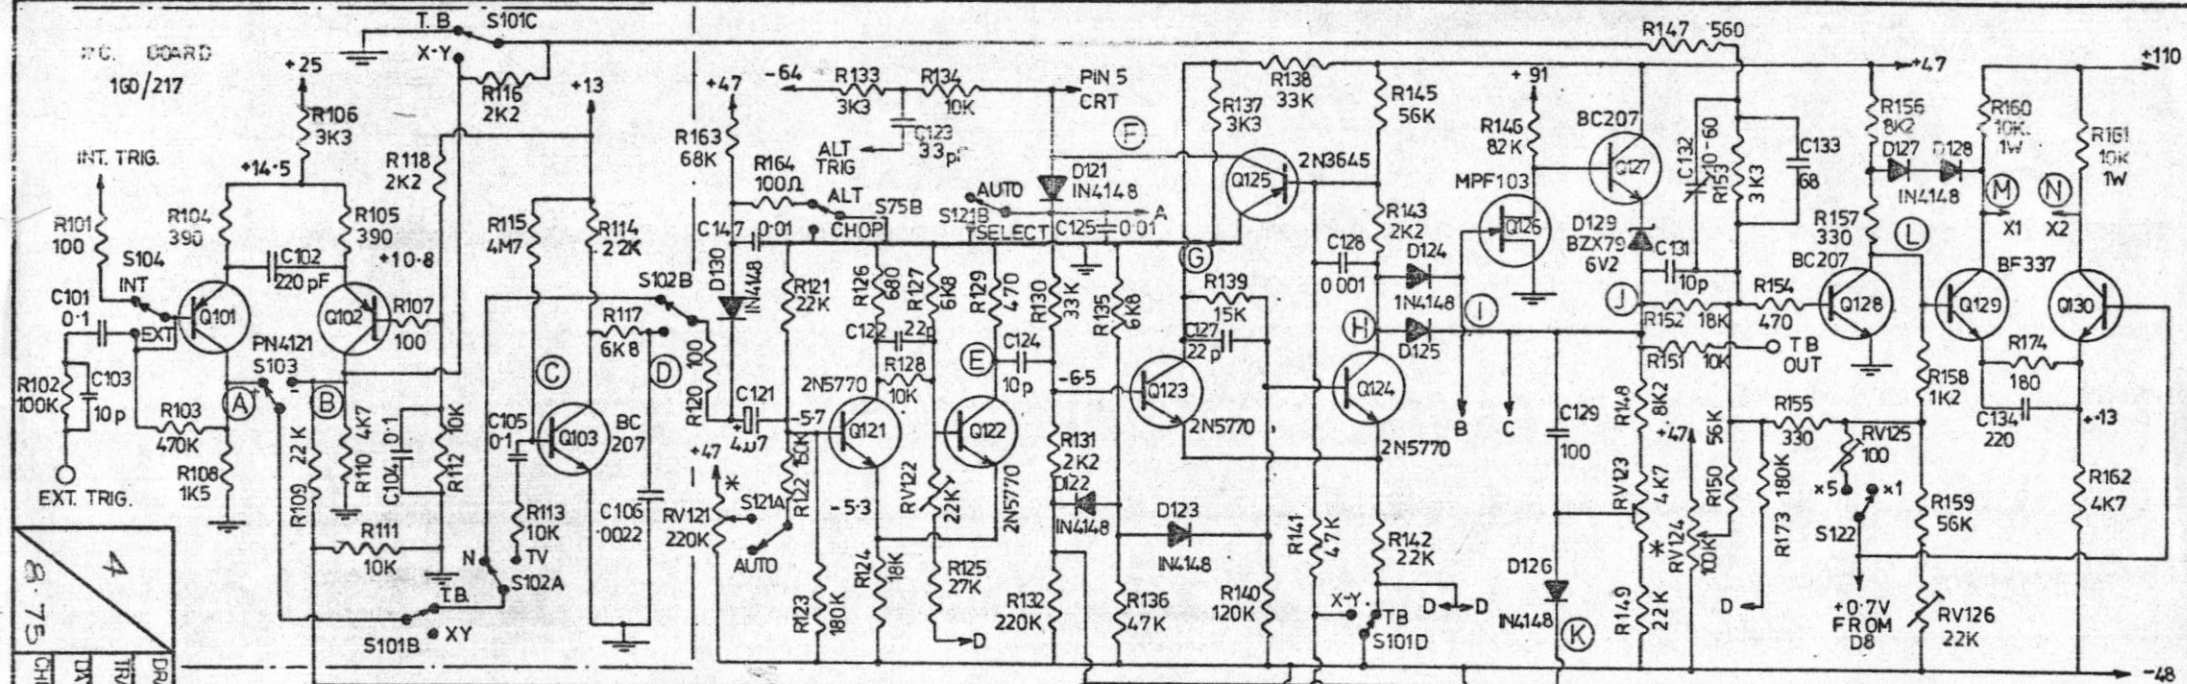 T.B
S101C
X-Y
P.C. BOARD
160/217
+25
R106
3K3
R116
2K2
+13
INT. TRIG.
+14·5
R118
2K2
R101
100
R104
390
R105
390
C102
220 pF
+10·8
R115
4M7
R114
2 2K
S104
INT
C101
0·1
EXT
Q101
Q102
R107
100
PN4121
S103
S102B
R117
6K8
A
B
C
D
R102
100K
C103
10p
R103
470K
R108
1K5
EXT. TRIG.
22K
R109
R110 4K7
C104 0·1
10K
R112
C105
0·1
Q103
BC
207
R111
10K
R113
10K
C106
·0022
N
TV
S102A
T.B.
S101B
XY
4
8·75
+47
R163
68K
-64
R133
3K3
R134
10K
PIN 5
CRT
C123
33p
ALT
TRIG
R164
100Ω
ALT
S75B
CHOP
C147
0·01
D130
IN4148
AUTO
S121B
TSELECT
C125
0·01
A
F
D121
IN4148
R121
22K
R126
680
R127
6K8
R129
470
R130
33K
R135
6K8
R120
100
C121
4µ7
C122
22p
R128
10K
E
C124
10p
2N5770
-5·7
Q121
Q122
-6·5
+47
*
RV121
220K
S121A
AUTO
R122
-5·3
RV122
22K
2N5770
R131
2K2
D122
IN4148
R123
180K
R124
18K
R125
27K
D
R132
220K
R136
47K
D123
IN4148
R140
120K
R137
3K3
R138
33K
2N3645
Q125
G
R139
15K
C127
22p
Q123
2N5770
R145
56K
R143
2K2
C128
0·001
D124
1N4148
H
D125
I
Q124
2N5770
R141
47K
R142
22K
D
D
X-Y
TB
S101D
+91
R146
82K
MPF103
Q126
BC207
Q127
D129
BZX79
6V2
C131
10p
B
C
C129
100
D126
IN4148
K
R147 560
+47
C132
10-60
R153
3K3
C133
68
J
R152
18K
R151
10K
T B
OUT
R154
470
R148
8K2
RV123
4K7
*
R149
22K
+47
RV124
100K
56K
R150
180K
R173
D
R155
330
RV125
100
x5
x1
S122
+0·7V
FROM
D8
R156
8K2
D127
D128
IN4148
R157
330
BC207
Q128
L
R158
1K2
R159
56K
RV126
22K
+110
R160
10K
1W
R161
10K
1W
M
X1
N
X2
BF337
Q129
Q130
R174
180
C134
220
+·13
R162
4K7
-48